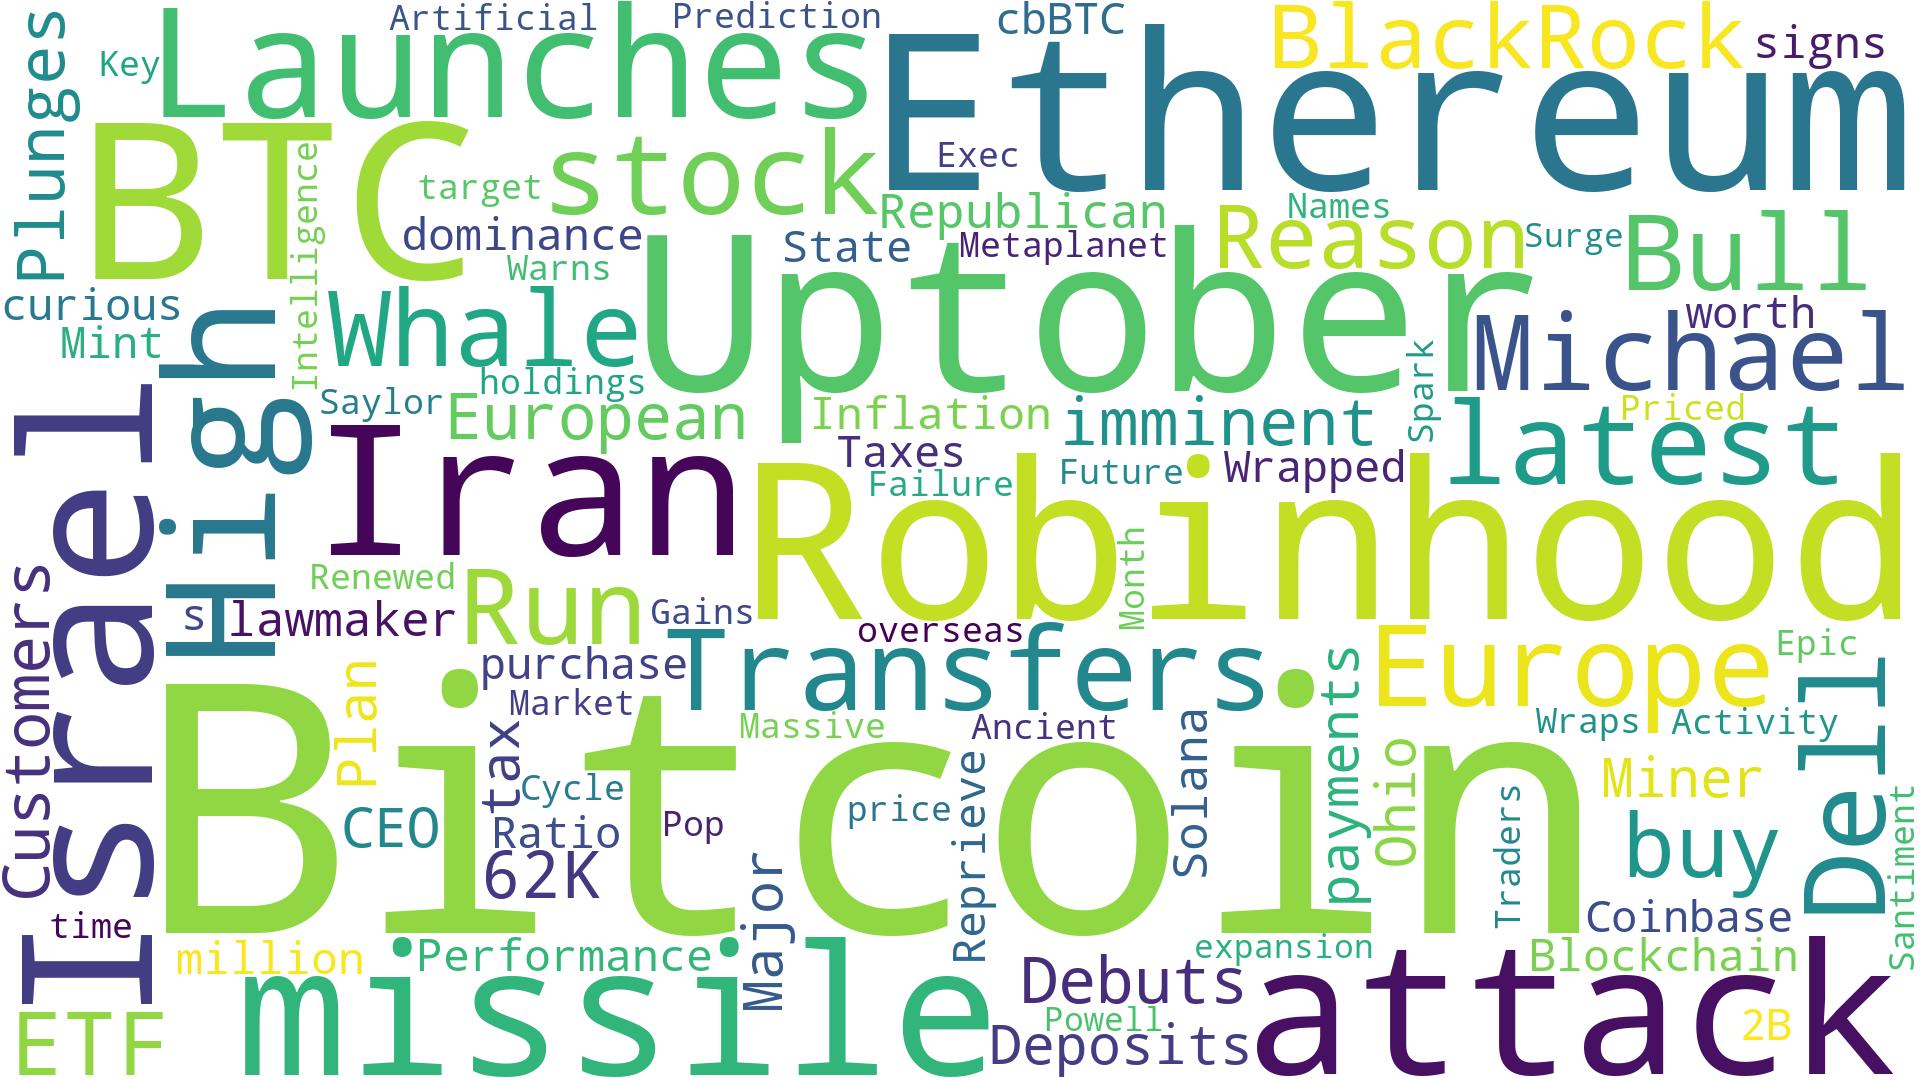 Artificial
Prediction
cbBTC
BlackRock
signs
Plunges
Key
Launches
Ethereum
BTC
stock
Exec
Intelligence
target
Republican
Names
dominance
State
Metaplanet
Reason
Surge
Bull
Warns
Uptober
curious
Mint
High
Whale
worth
Michael
Spark
holdings
Saylor
European
Inflation
imminent
latest
Priced
Israel
Iran
Taxes
Failure
Future
Wrapped
Robinhood
Customers
Renewed
Run
Month
s
lawmaker
Gains
overseas
purchase
Transfers
payments
Europe
Epic
Dell
Plan
Market
Bitcoin
tax
Massive
Ancient
Solana
Ohio
Wraps
Activity
Cycle
Reprieve
Miner
CEO
Ratio
Pop
price
Traders
buy
Santiment
62K
Major
time
Coinbase
million
Performance
missile
expansion
Blockchain
Debuts
attack
ETF
Powell
Deposits
2B